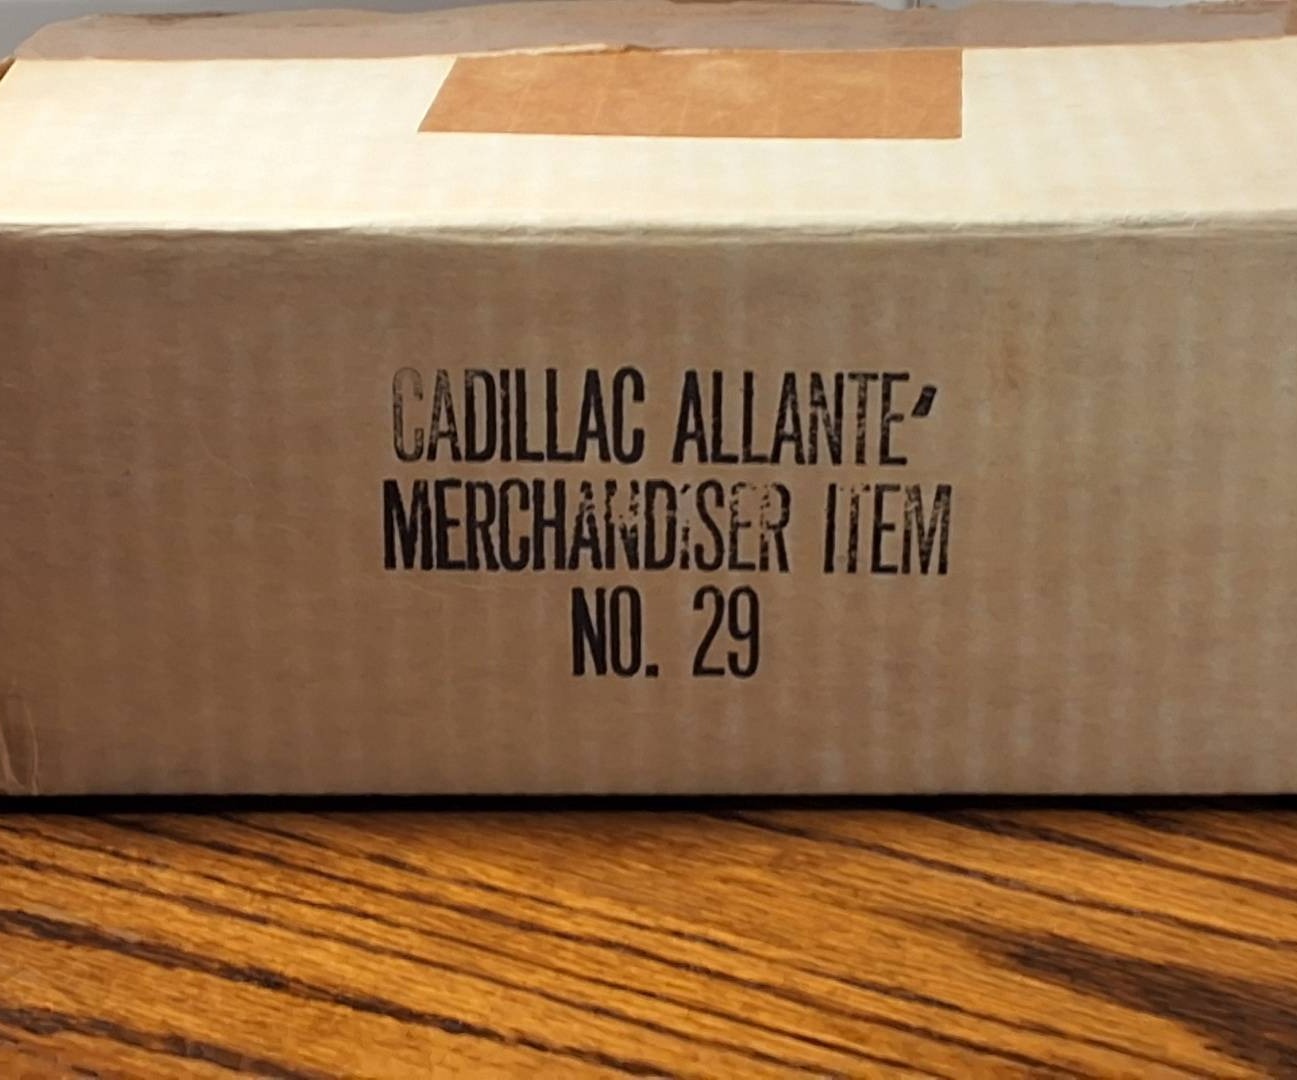 CADILLAC ALLANTE'
MERCHANDISER ITEM
NO. 29